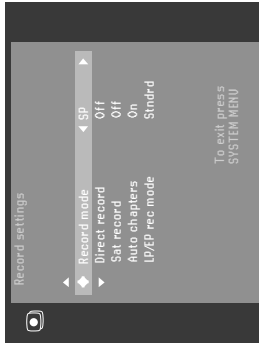 Record settings
Record mode SP
Direct record Off
Sat record Off
Auto chapters On
LP/EP rec mode Stndrd
To exit press
SYSTEM MENU